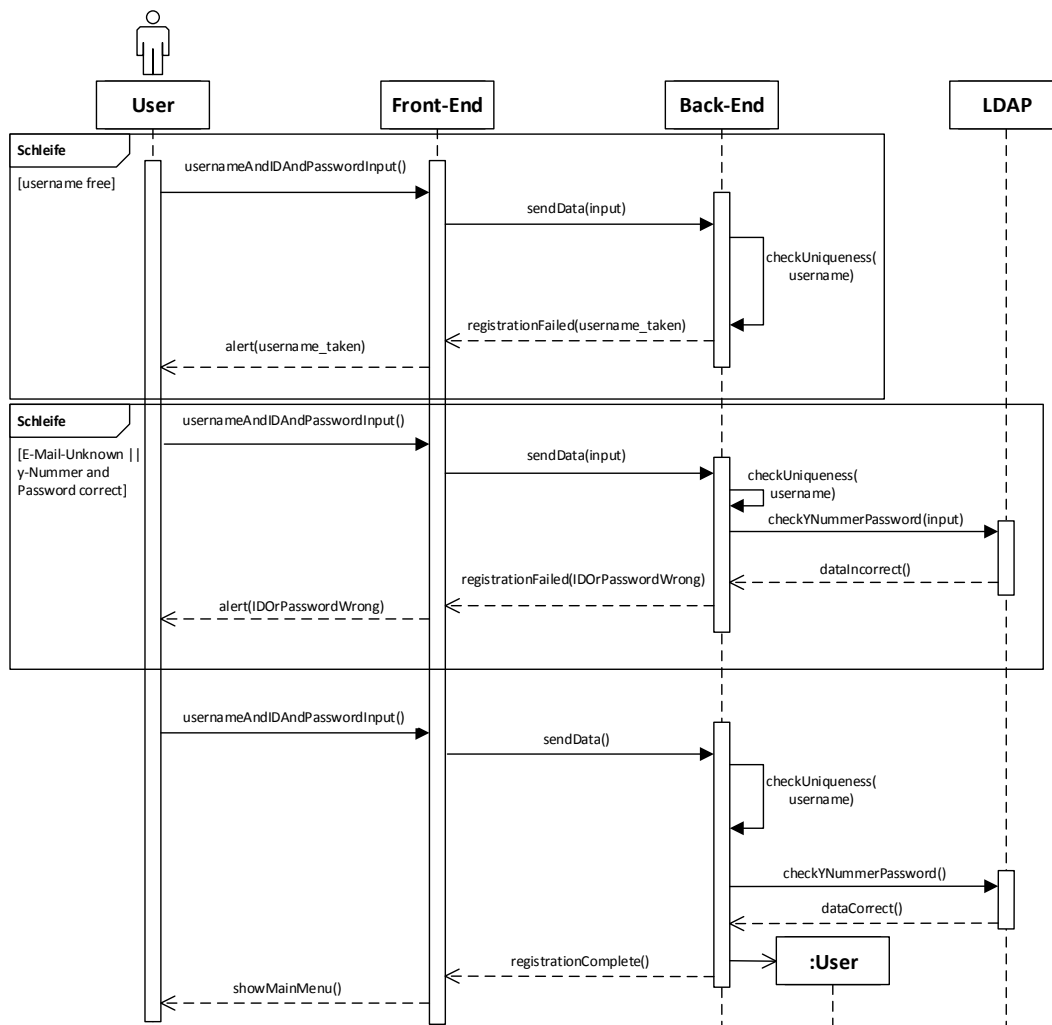 User
Front-End
Back-End
LDAP
Schleife
[username free]
usernameAndIDAndPasswordInput()
sendData(input)
checkUniqueness(
username)
registrationFailed(username_taken)
alert(username_taken)
Schleife
[E-Mail-Unknown ||
y-Nummer and
Password correct]
usernameAndIDAndPasswordInput()
sendData(input)
checkUniqueness(
username)
checkYNummerPassword(input)
dataIncorrect()
registrationFailed(IDOrPasswordWrong)
alert(IDOrPasswordWrong)
usernameAndIDAndPasswordInput()
sendData()
checkUniqueness(
username)
checkYNummerPassword()
dataCorrect()
:User
registrationComplete()
showMainMenu()